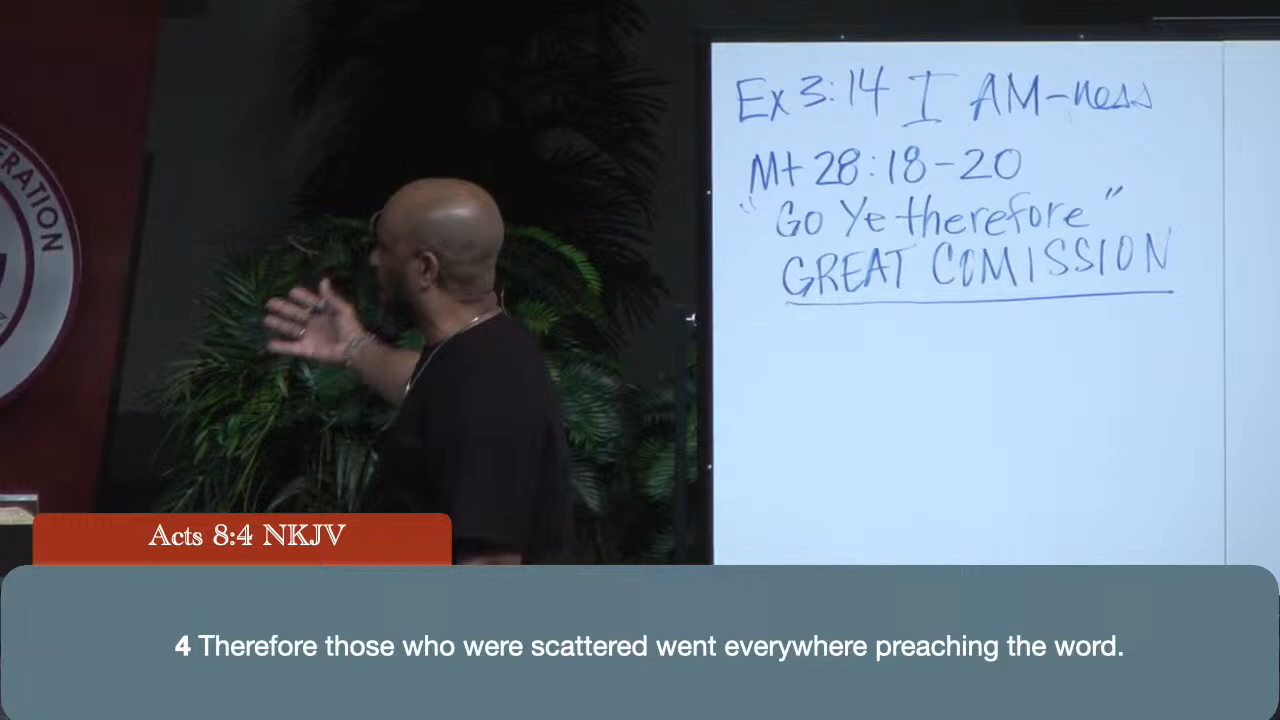 Ex 3:14 I AM-ness
Mt 28:18-20
"Go Ye therefore"
GREAT COMISSION
ERATION
Acts 8:4 NKJV
4 Therefore those who were scattered went everywhere preaching the word.